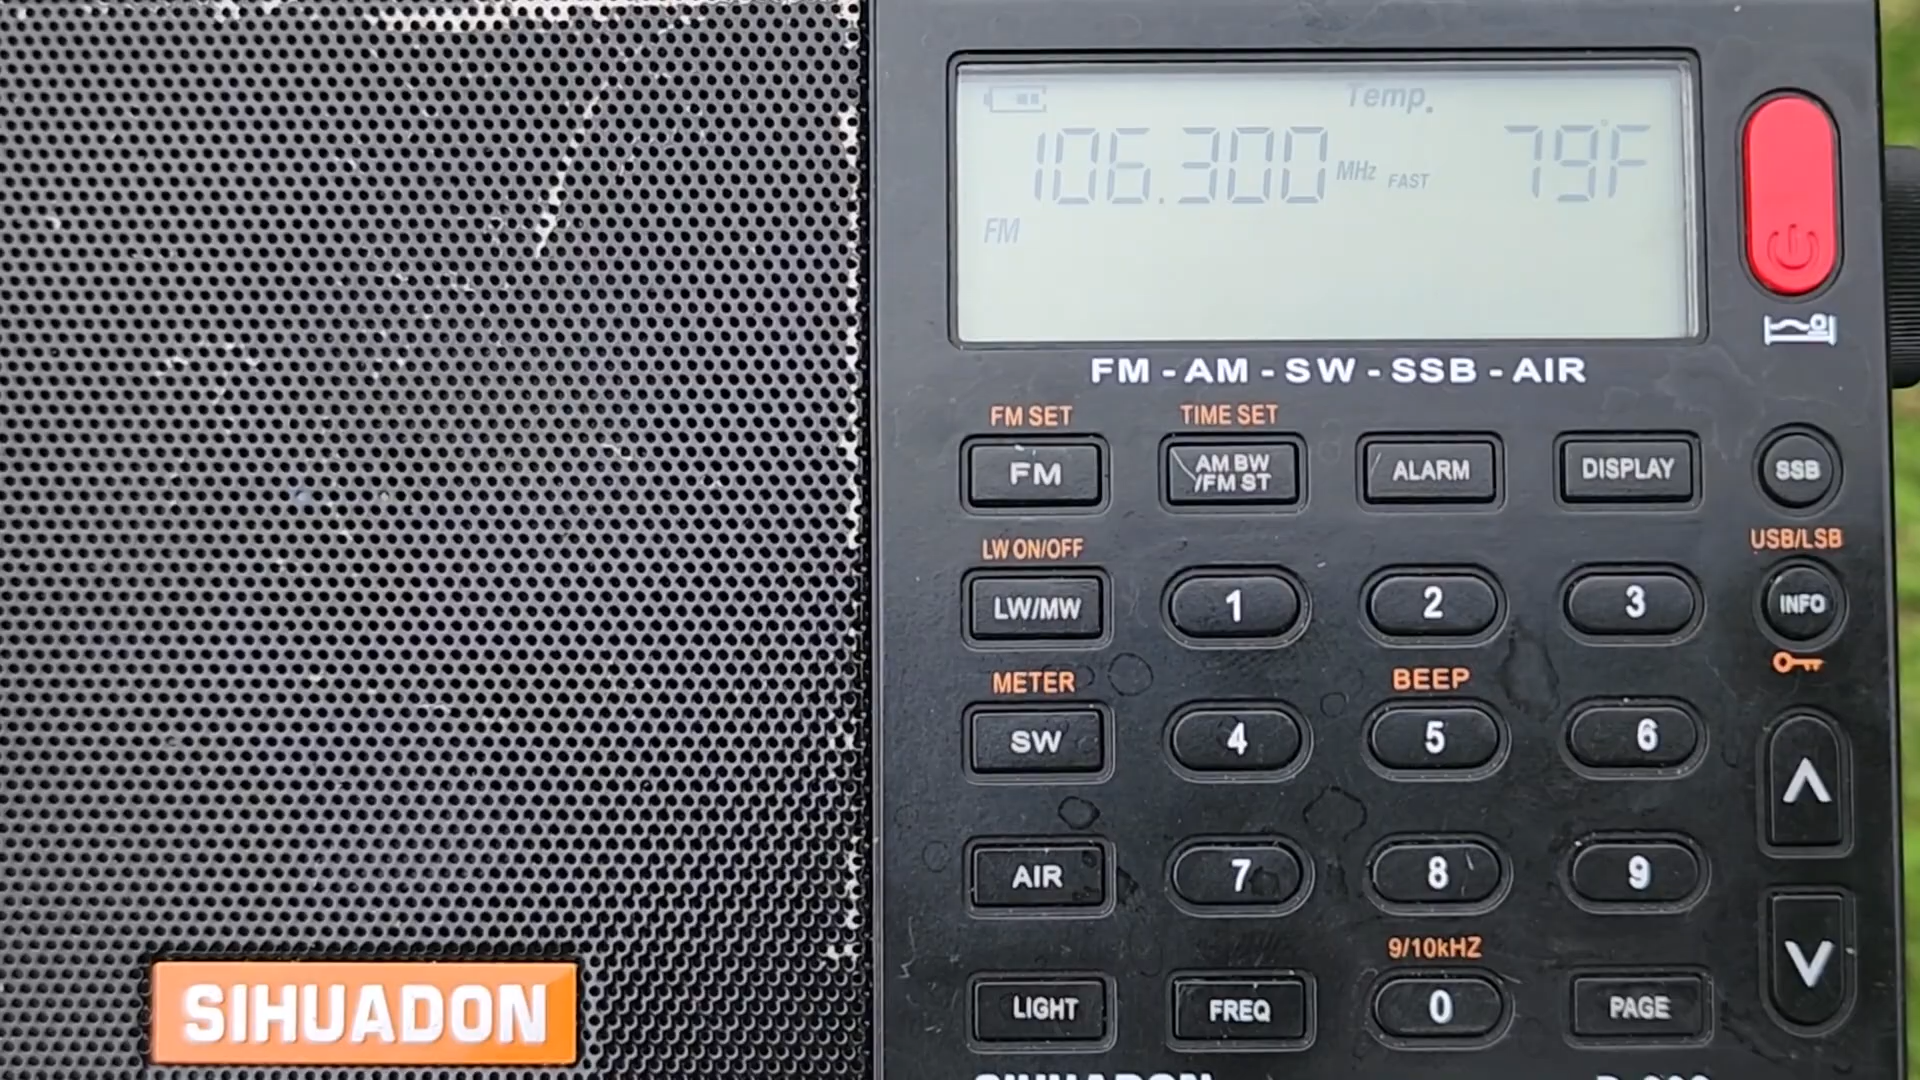 Temp.
106.300 MHz FAST 79°F
FM
FM - AM - SW - SSB - AIR
FM SET TIME SET
FM AM BW /FM ST ALARM DISPLAY SSB
LW ON/OFF USB/LSB
LW/MW 1 2 3 INFO
METER BEEP
SW 4 5 6
AIR 7 8 9
9/10kHZ
LIGHT FREQ 0 PAGE
SIHUADON
SIHUADON